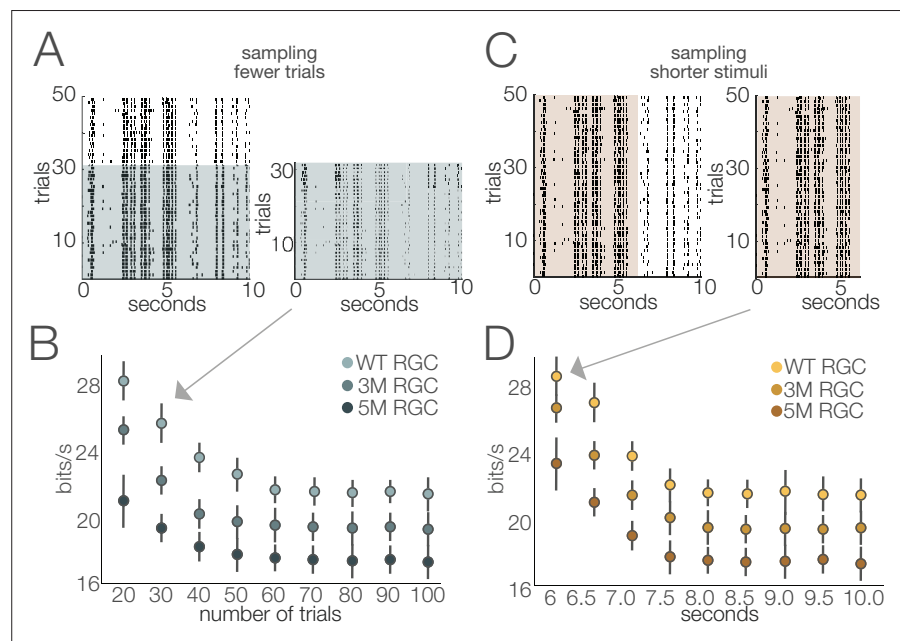 A
sampling
fewer trials
50
30
10
trials
0
5
10
seconds
30
10
trials
0
5
10
seconds
C
sampling
shorter stimuli
50
30
10
trials
0
5
10
seconds
50
30
10
trials
0
5
seconds
B
28
24
20
16
bits/s
WT RGC
3M RGC
5M RGC
20 30 40 50 60 70 80 90 100
number of trials
D
28
24
20
16
bits/s
WT RGC
3M RGC
5M RGC
6 6.5 7.0 7.5 8.0 8.5 9.0 9.5 10.0
seconds